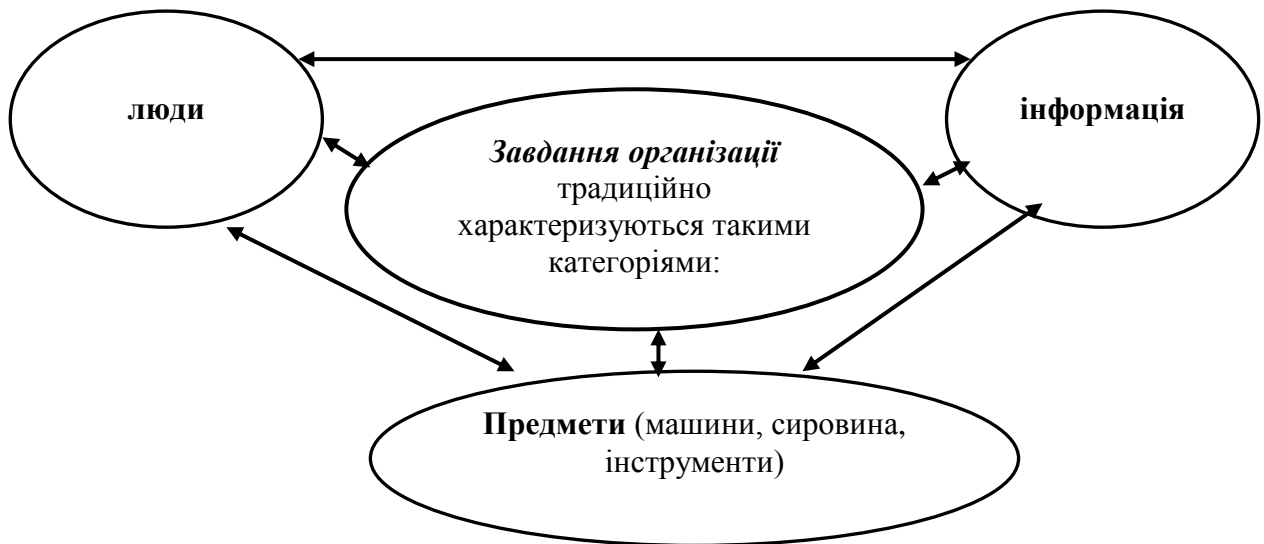 люди
інформація
Завдання організації
традиційно
характеризуються такими
категоріями:
Предмети (машини, сировина,
інструменти)